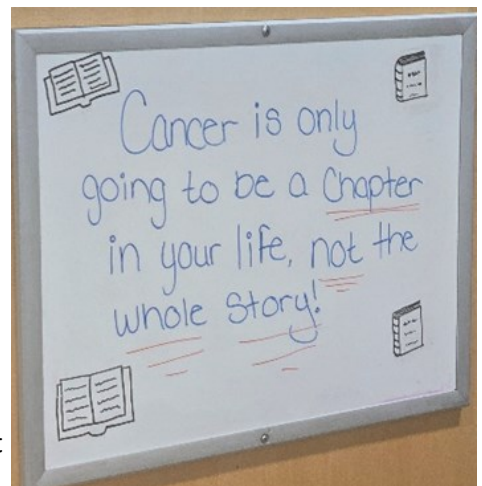 Cancer is only
going to be a Chapter
in your life, not the
whole story!